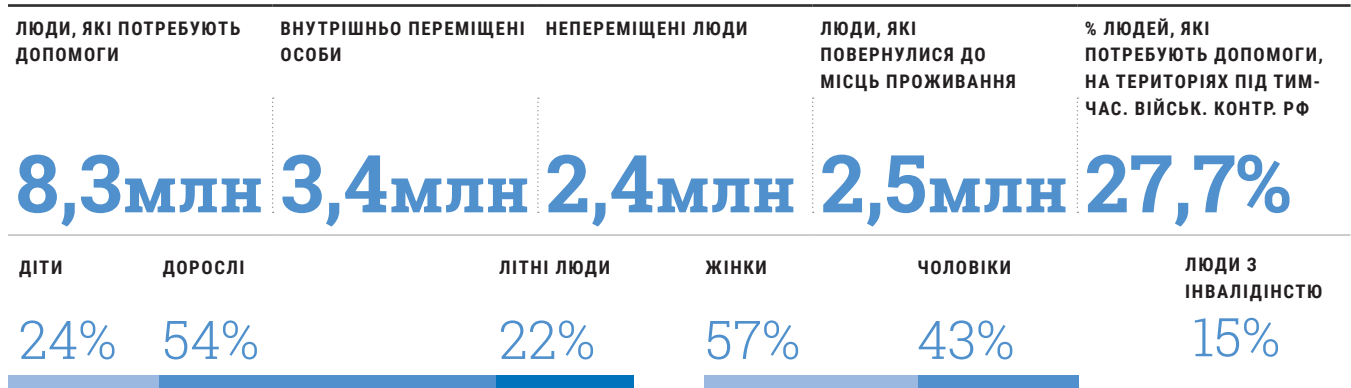 ЛЮДИ, ЯКІ ПОТРЕБУЮТЬ
ДОПОМОГИ
8,3млн
ВНУТРІШНЬО ПЕРЕМІЩЕНІ
ОСОБИ
3,4млн
НЕПЕРЕМІЩЕНІ ЛЮДИ
2,4млн
ЛЮДИ, ЯКІ
ПОВЕРНУЛИСЯ ДО
МІСЦЬ ПРОЖИВАННЯ
2,5млн
% ЛЮДЕЙ, ЯКІ
ПОТРЕБУЮТЬ ДОПОМОГИ,
НА ТЕРИТОРІЯХ ПІД ТИМ-
ЧАС. ВІЙСЬК. КОНТР. РФ
27,7%
ДІТИ
24%
ДОРОСЛІ
54%
ЛІТНІ ЛЮДИ
22%
ЖІНКИ
57%
ЧОЛОВІКИ
43%
ЛЮДИ З
ІНВАЛІДІНСТЮ
15%